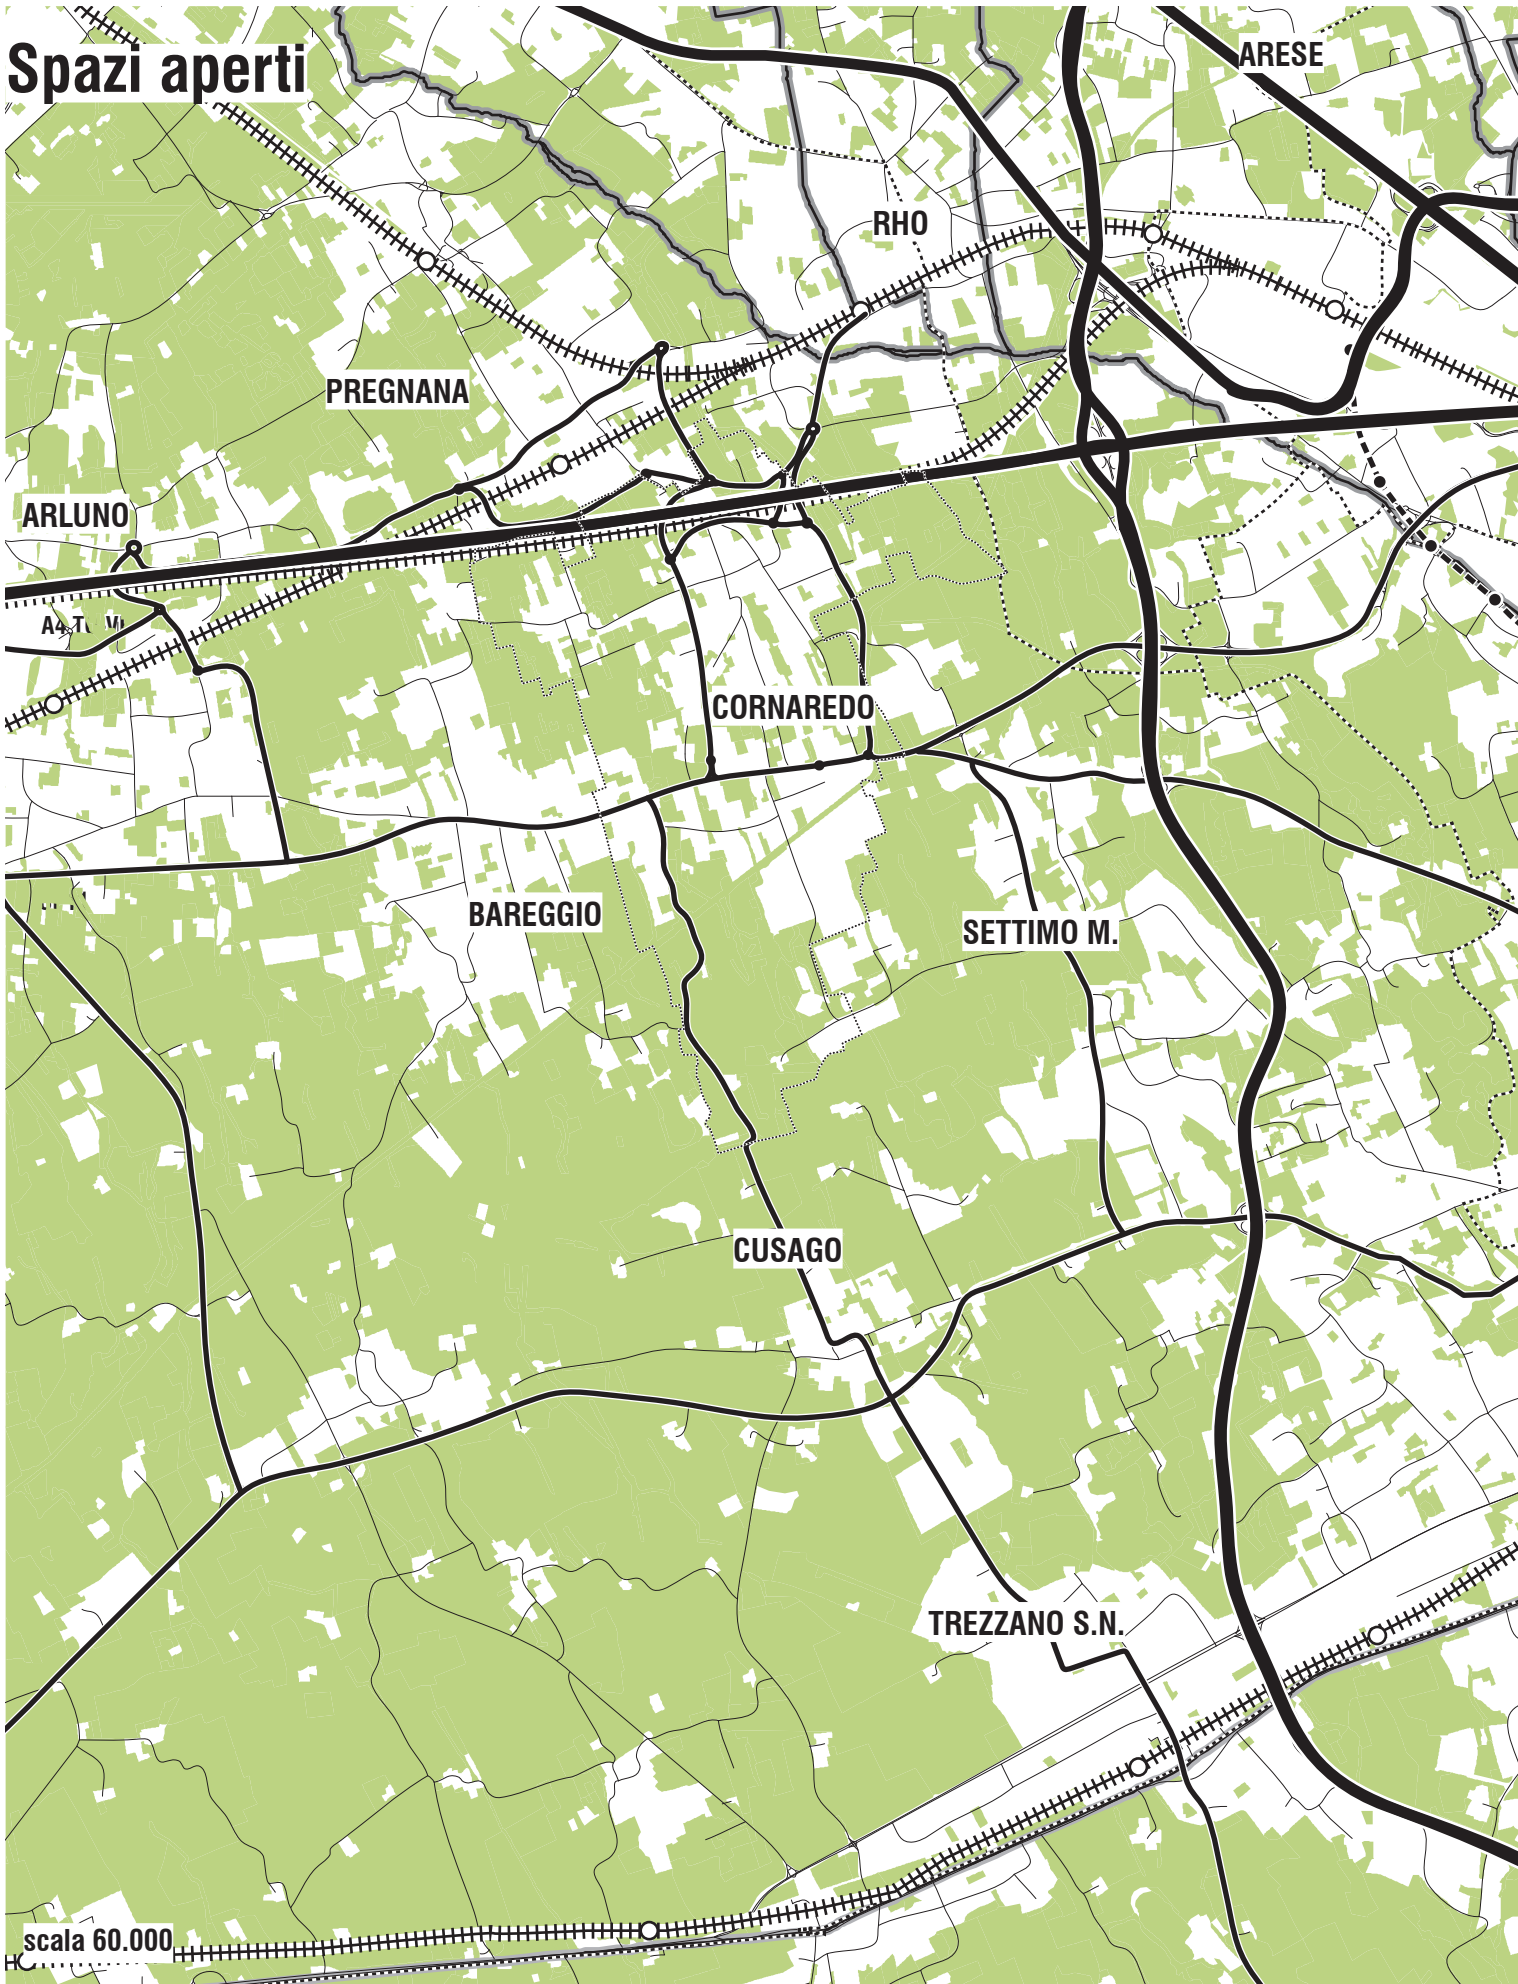 Spazi aperti
ARESE
RHO
PREGNANA
ARLUNO
CORNAREDO
BAREGGIO
SETTIMO M.
CUSAGO
TREZZANO S.N.
scala 60.000